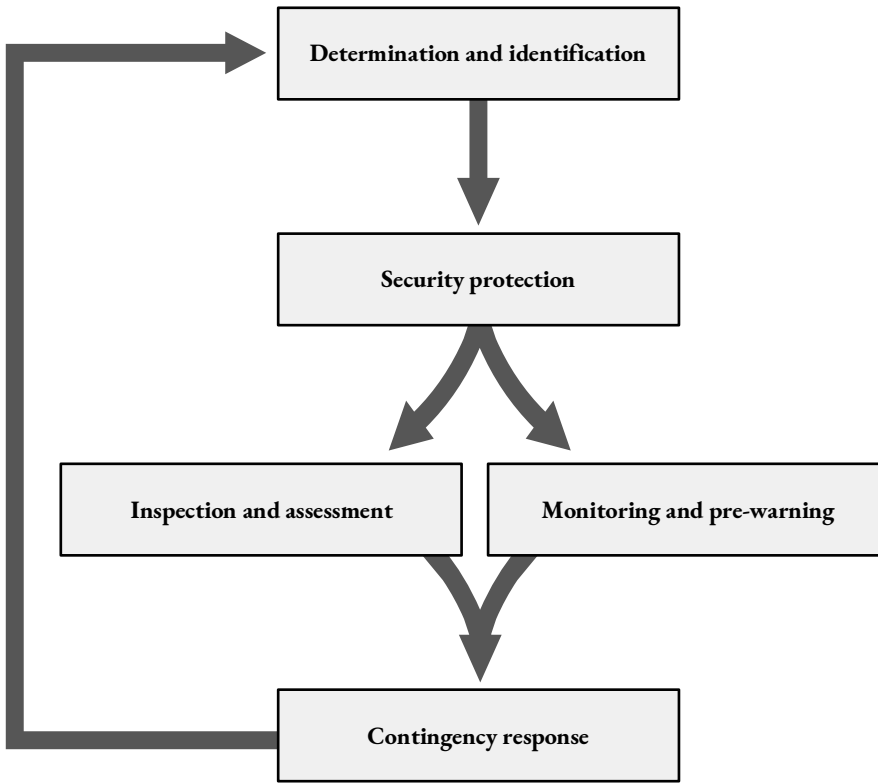 Determination and identification
Security protection
Inspection and assessment
Monitoring and pre-warning
Contingency response